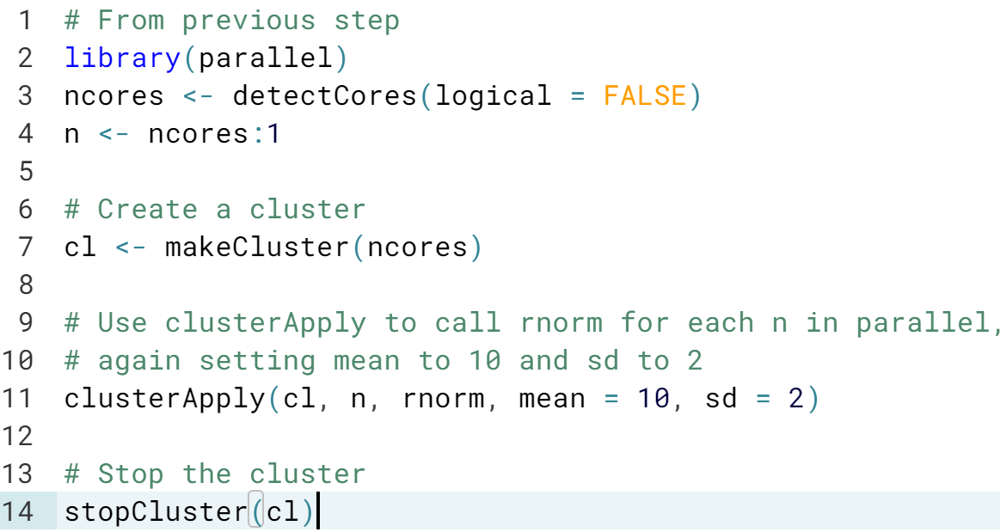 1 # From previous step
2 library(parallel)
3 ncores <- detectCores(logical = FALSE)
4 n <- ncores:1
5
6 # Create a cluster
7 cl <- makeCluster(ncores)
8
9 # Use clusterApply to call rnorm for each n in parallel,
10 # again setting mean to 10 and sd to 2
11 clusterApply(cl, n, rnorm, mean = 10, sd = 2)
12
13 # Stop the cluster
14 stopCluster(cl)